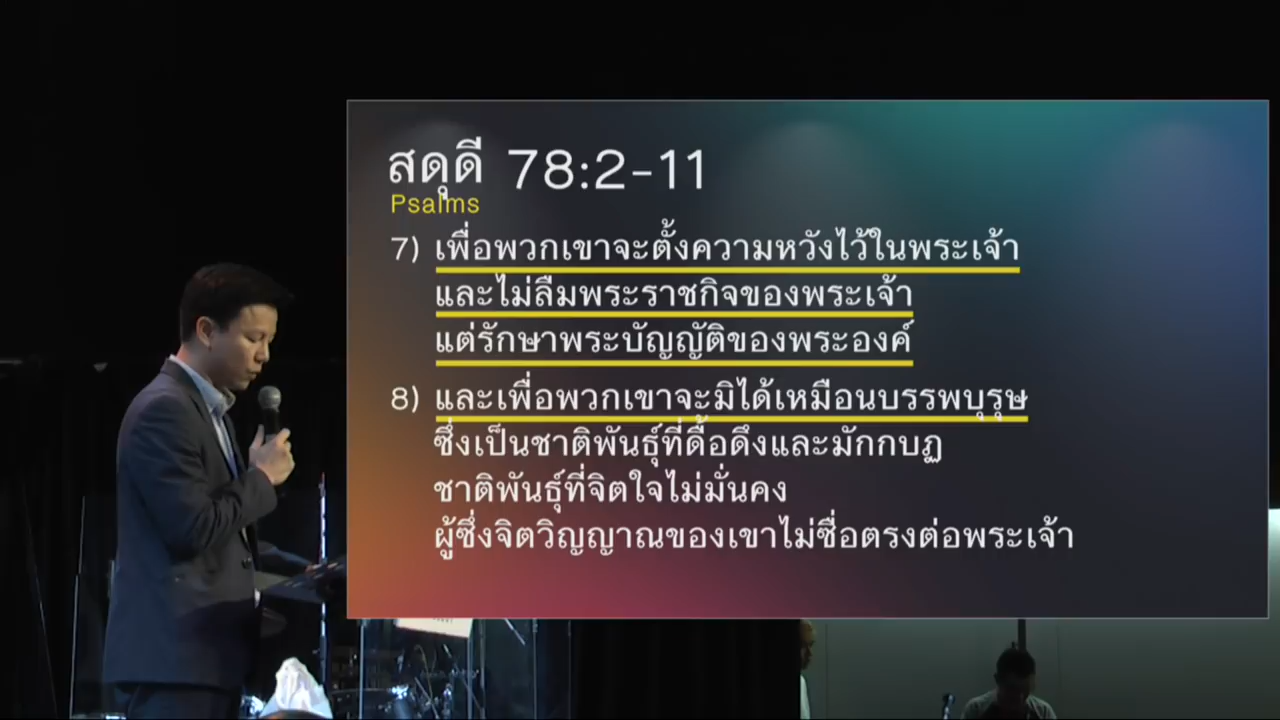 สดุดี 78:2-11
Psalms
7) เพื่อพวกเขาจะตั้งความหวังไว้ในพระเจ้า
และไม่ลืมพระราชกิจของพระเจ้า
แต่รักษาพระบัญญัติของพระองค์
8) และเพื่อพวกเขาจะมิได้เหมือนบรรพบุรุษ
ซึ่งเป็นชาติพันธุ์ที่ดื้อดึงและมักกบฏ
ชาติพันธุ์ที่จิตใจไม่มั่นคง
ผู้ซึ่งจิตวิญญาณของเขาไม่ซื่อตรงต่อพระเจ้า